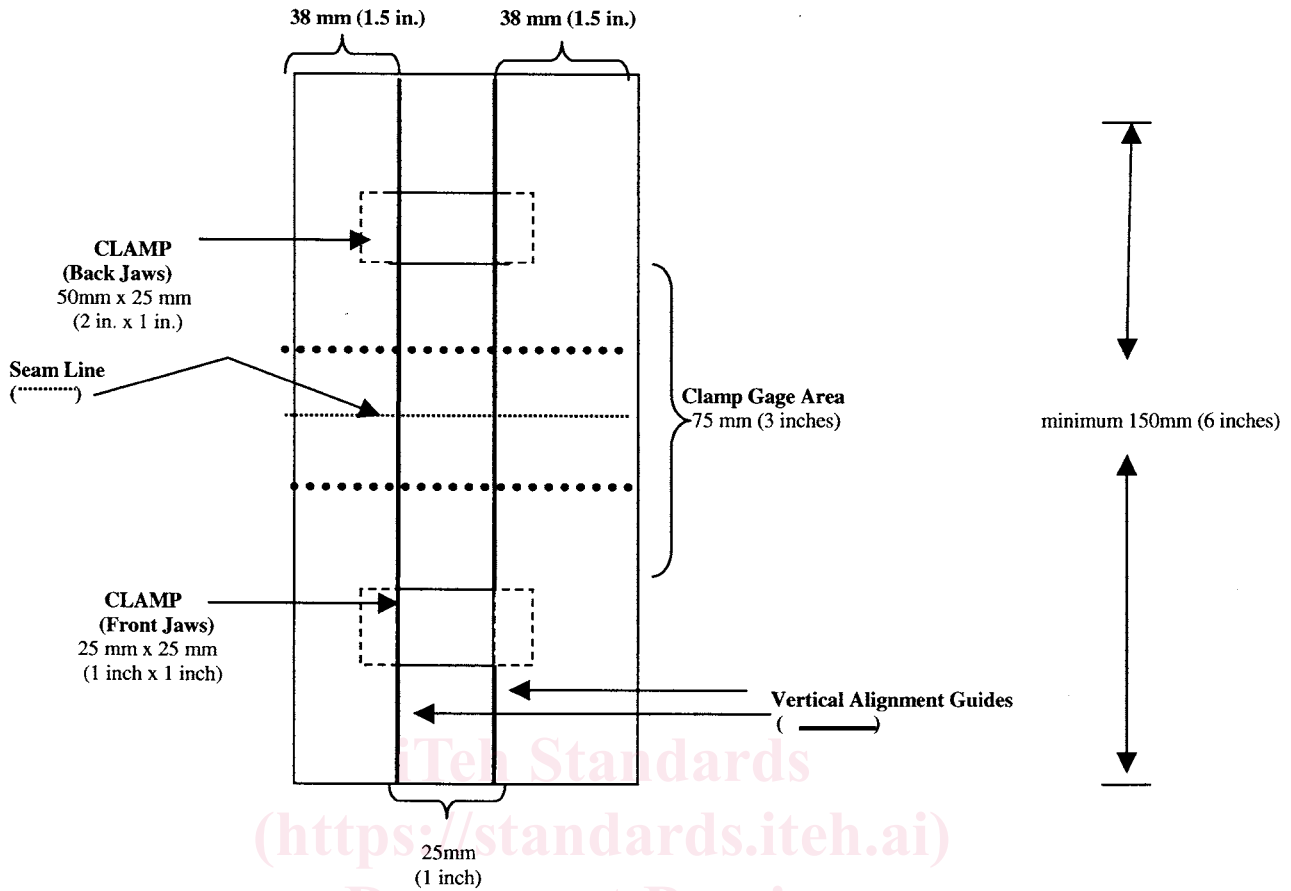 38 mm (1.5 in.)
38 mm (1.5 in.)
CLAMP
(Back Jaws)
50mm x 25 mm
(2 in. x 1 in.)
Seam Line
(············)
Clamp Gage Area
75 mm (3 inches)
minimum 150mm (6 inches)
CLAMP
(Front Jaws)
25 mm x 25 mm
(1 inch x 1 inch)
Vertical Alignment Guides
( )
iTeh Standards
(https://standards.iteh.ai)
25mm
(1 inch)